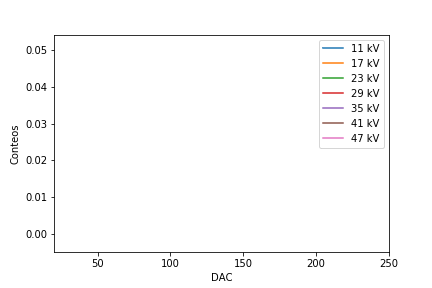 0.05
0.04
0.03
0.02
0.01
0.00
Conteos
50
100
150
200
250
DAC
11 kV
17 kV
23 kV
29 kV
35 kV
41 kV
47 kV